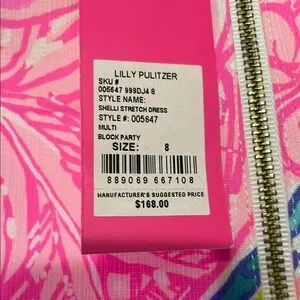 LILLY PULITZER
SKU #
005647 999DJ4 8
STYLE NAME:
SHELLI STRETCH DRESS
STYLE #: 005647
MULTI
BLOCK PARTY
SIZE: 8
889069 667108
MANUFACTURER'S SUGGESTED PRICE
$168.00